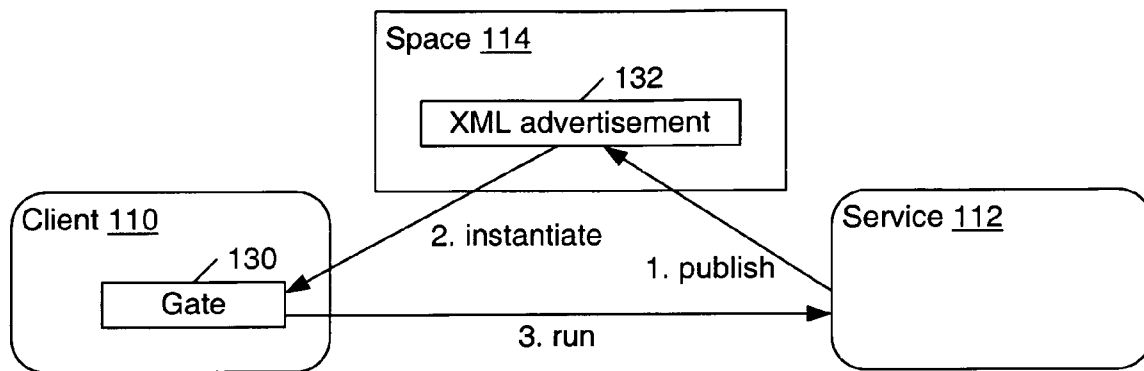 Space 114
132
XML advertisement
Client 110
2. instantiate
Service 112
130
1. publish
Gate
3. run